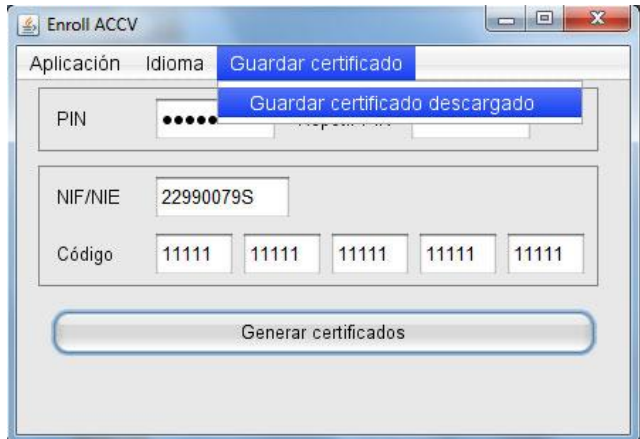 Enroll ACCV
Aplicación Idioma Guardar certificado
Guardar certificado descargado
PIN •••••
NIF/NIE 22990079S
Código 11111 11111 11111 11111 11111
Generar certificados